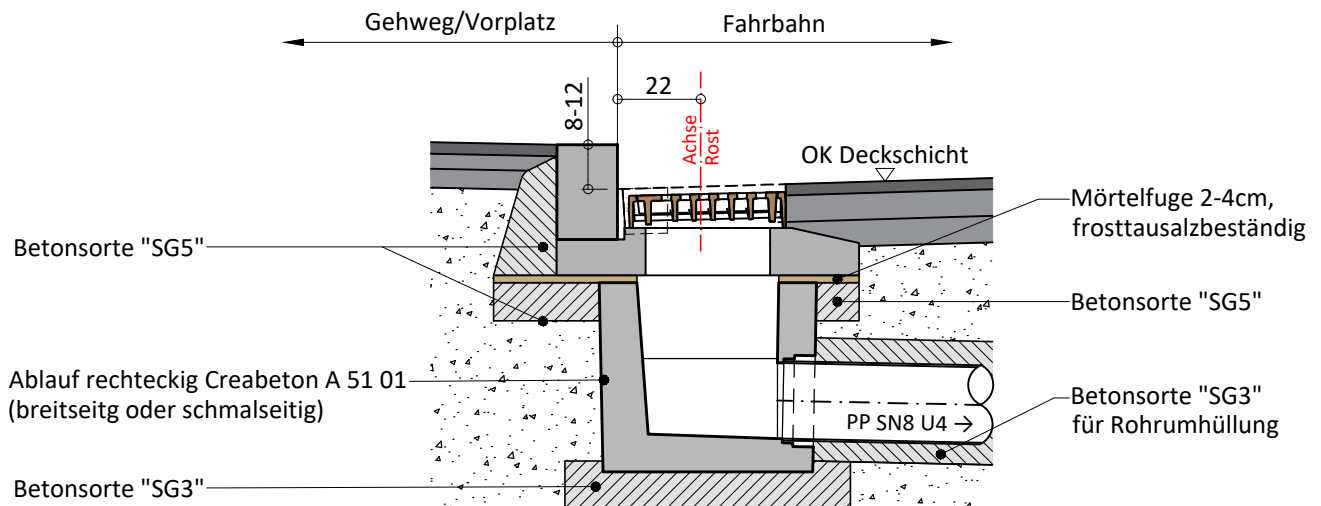 Gehweg/Vorplatz
Fahrbahn
8-12
22
Achse
Rost
OK Deckschicht
Mörtelfuge 2-4cm,
frosttausalzbeständig
Betonsorte "SG5"
Betonsorte "SG5"
Ablauf rechteckig Creabeton A 51 01
(breitseitg oder schmalseitig)
Betonsorte "SG3"
für Rohrumhüllung
PP SN8 U4 →
Betonsorte "SG3"